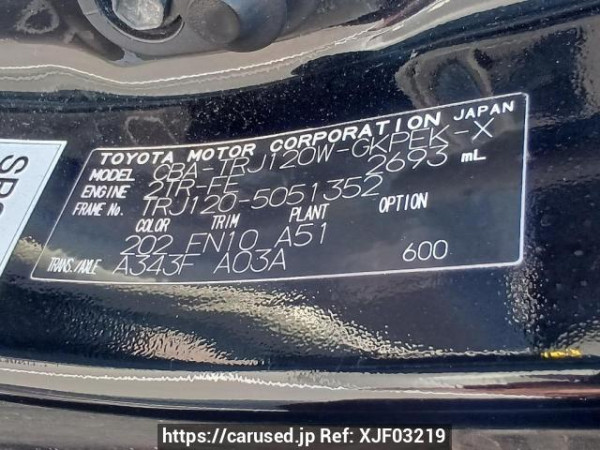 TOYOTA MOTOR CORPORATION JAPAN
MODEL CBA-TRJ120W-GKPEK-X
ENGINE 2TR-FE 2693 mL
FRAME No. TRJ120-5051352
COLOR TRIM PLANT OPTION
202 FN10 A51
TRANS./AXLE A343F A03A 600
https://carused.jp Ref: XJF03219